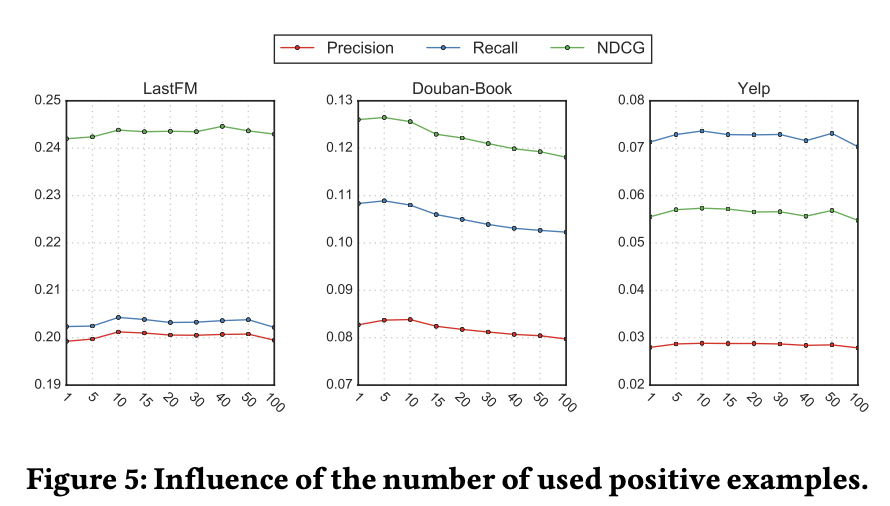 Precision Recall NDCG
LastFM
0.25
0.24
0.23
0.22
0.21
0.20
0.19
1 5 10 15 20 30 40 50 100
Douban-Book
0.13
0.12
0.11
0.10
0.09
0.08
0.07
1 5 10 15 20 30 40 50 100
Yelp
0.08
0.07
0.06
0.05
0.04
0.03
0.02
1 5 10 15 20 30 40 50 100
Figure 5: Influence of the number of used positive examples.